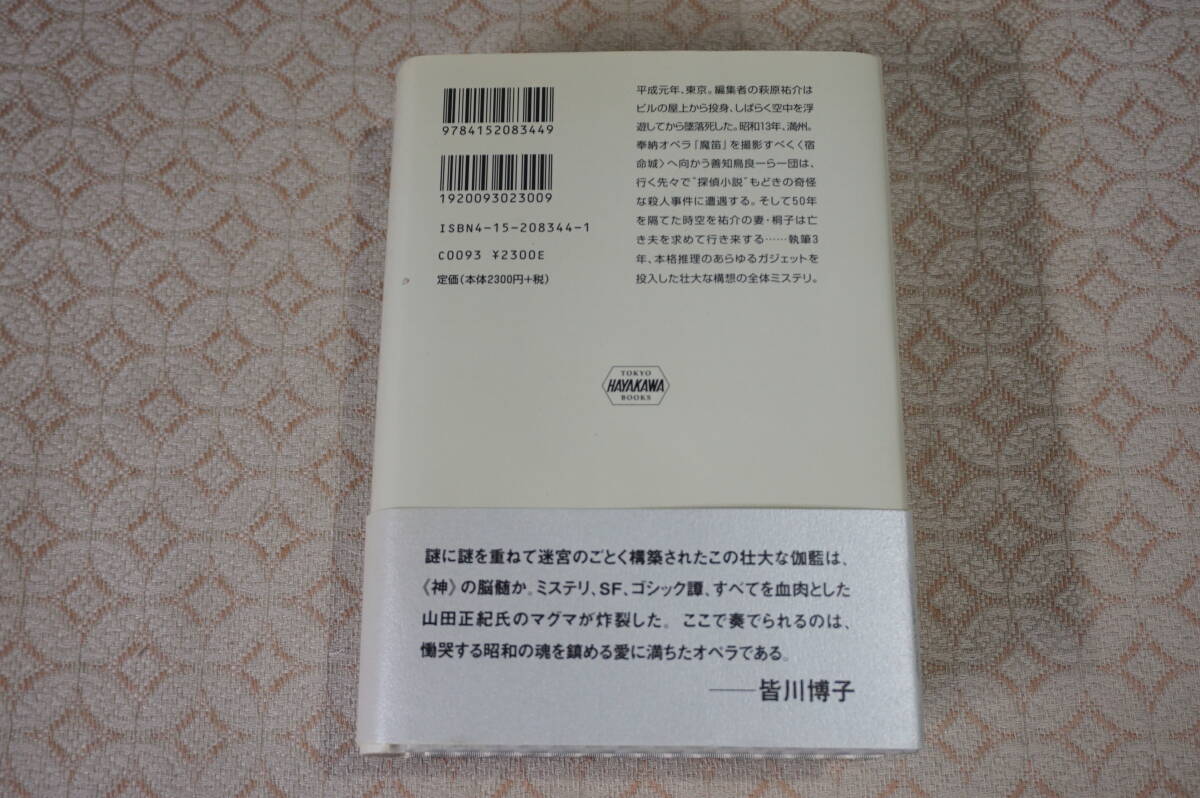 9784152083449
1920093023009
ISBN4-15-208344-1
C0093 ¥2300E
定価(本体2300円+税)
平成元年、東京。編集者の萩原祐介は
ビルの屋上から投身、しばらく空中を浮
遊してから墜落死した。昭和13年、満州。
奉納オペラ「魔笛」を撮影すべく〈宿
命城〉へ向かう善知鳥良一ら一団は、
行く先々で“探偵小説”もどきの奇怪
な殺人事件に遭遇する。そして50年
を隔てた時空を祐介の妻・桐子は亡
き夫を求めて行き来する……執筆3
年、本格推理のあらゆるガジェットを
投入した壮大な構想の全体ミステリ。
TOKYO
HAYAKAWA
BOOKS
謎に謎を重ねて迷宮のごとく構築されたこの壮大な伽藍は、
《神》の脳髄か。ミステリ、SF、ゴシック譚、すべてを血肉とした
山田正紀氏のマグマが炸裂した。ここで奏でられるのは、
慟哭する昭和の魂を鎮める愛に満ちたオペラである。
――皆川博子